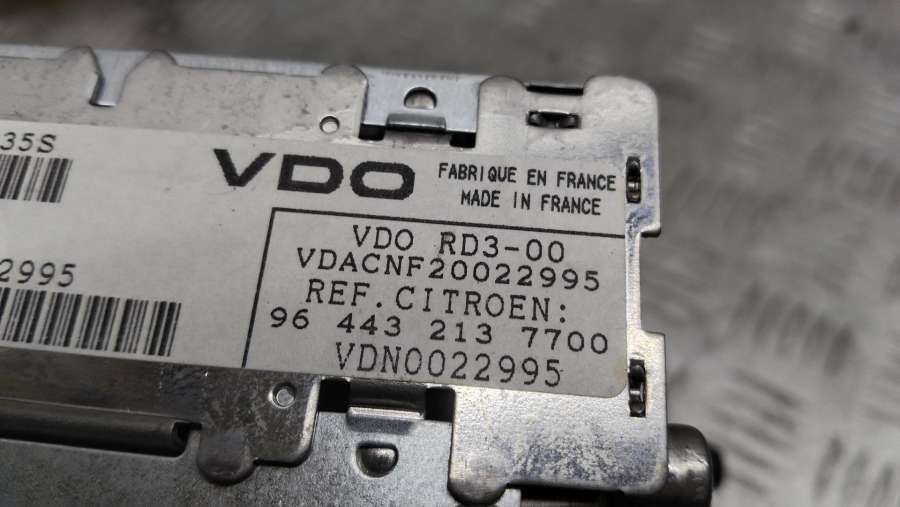 35S
2995
VDO
FABRIQUE EN FRANCE
MADE IN FRANCE
VDO RD3-00
VDACNF20022995
REF.CITROEN:
96 443 213 7700
VDN0022995